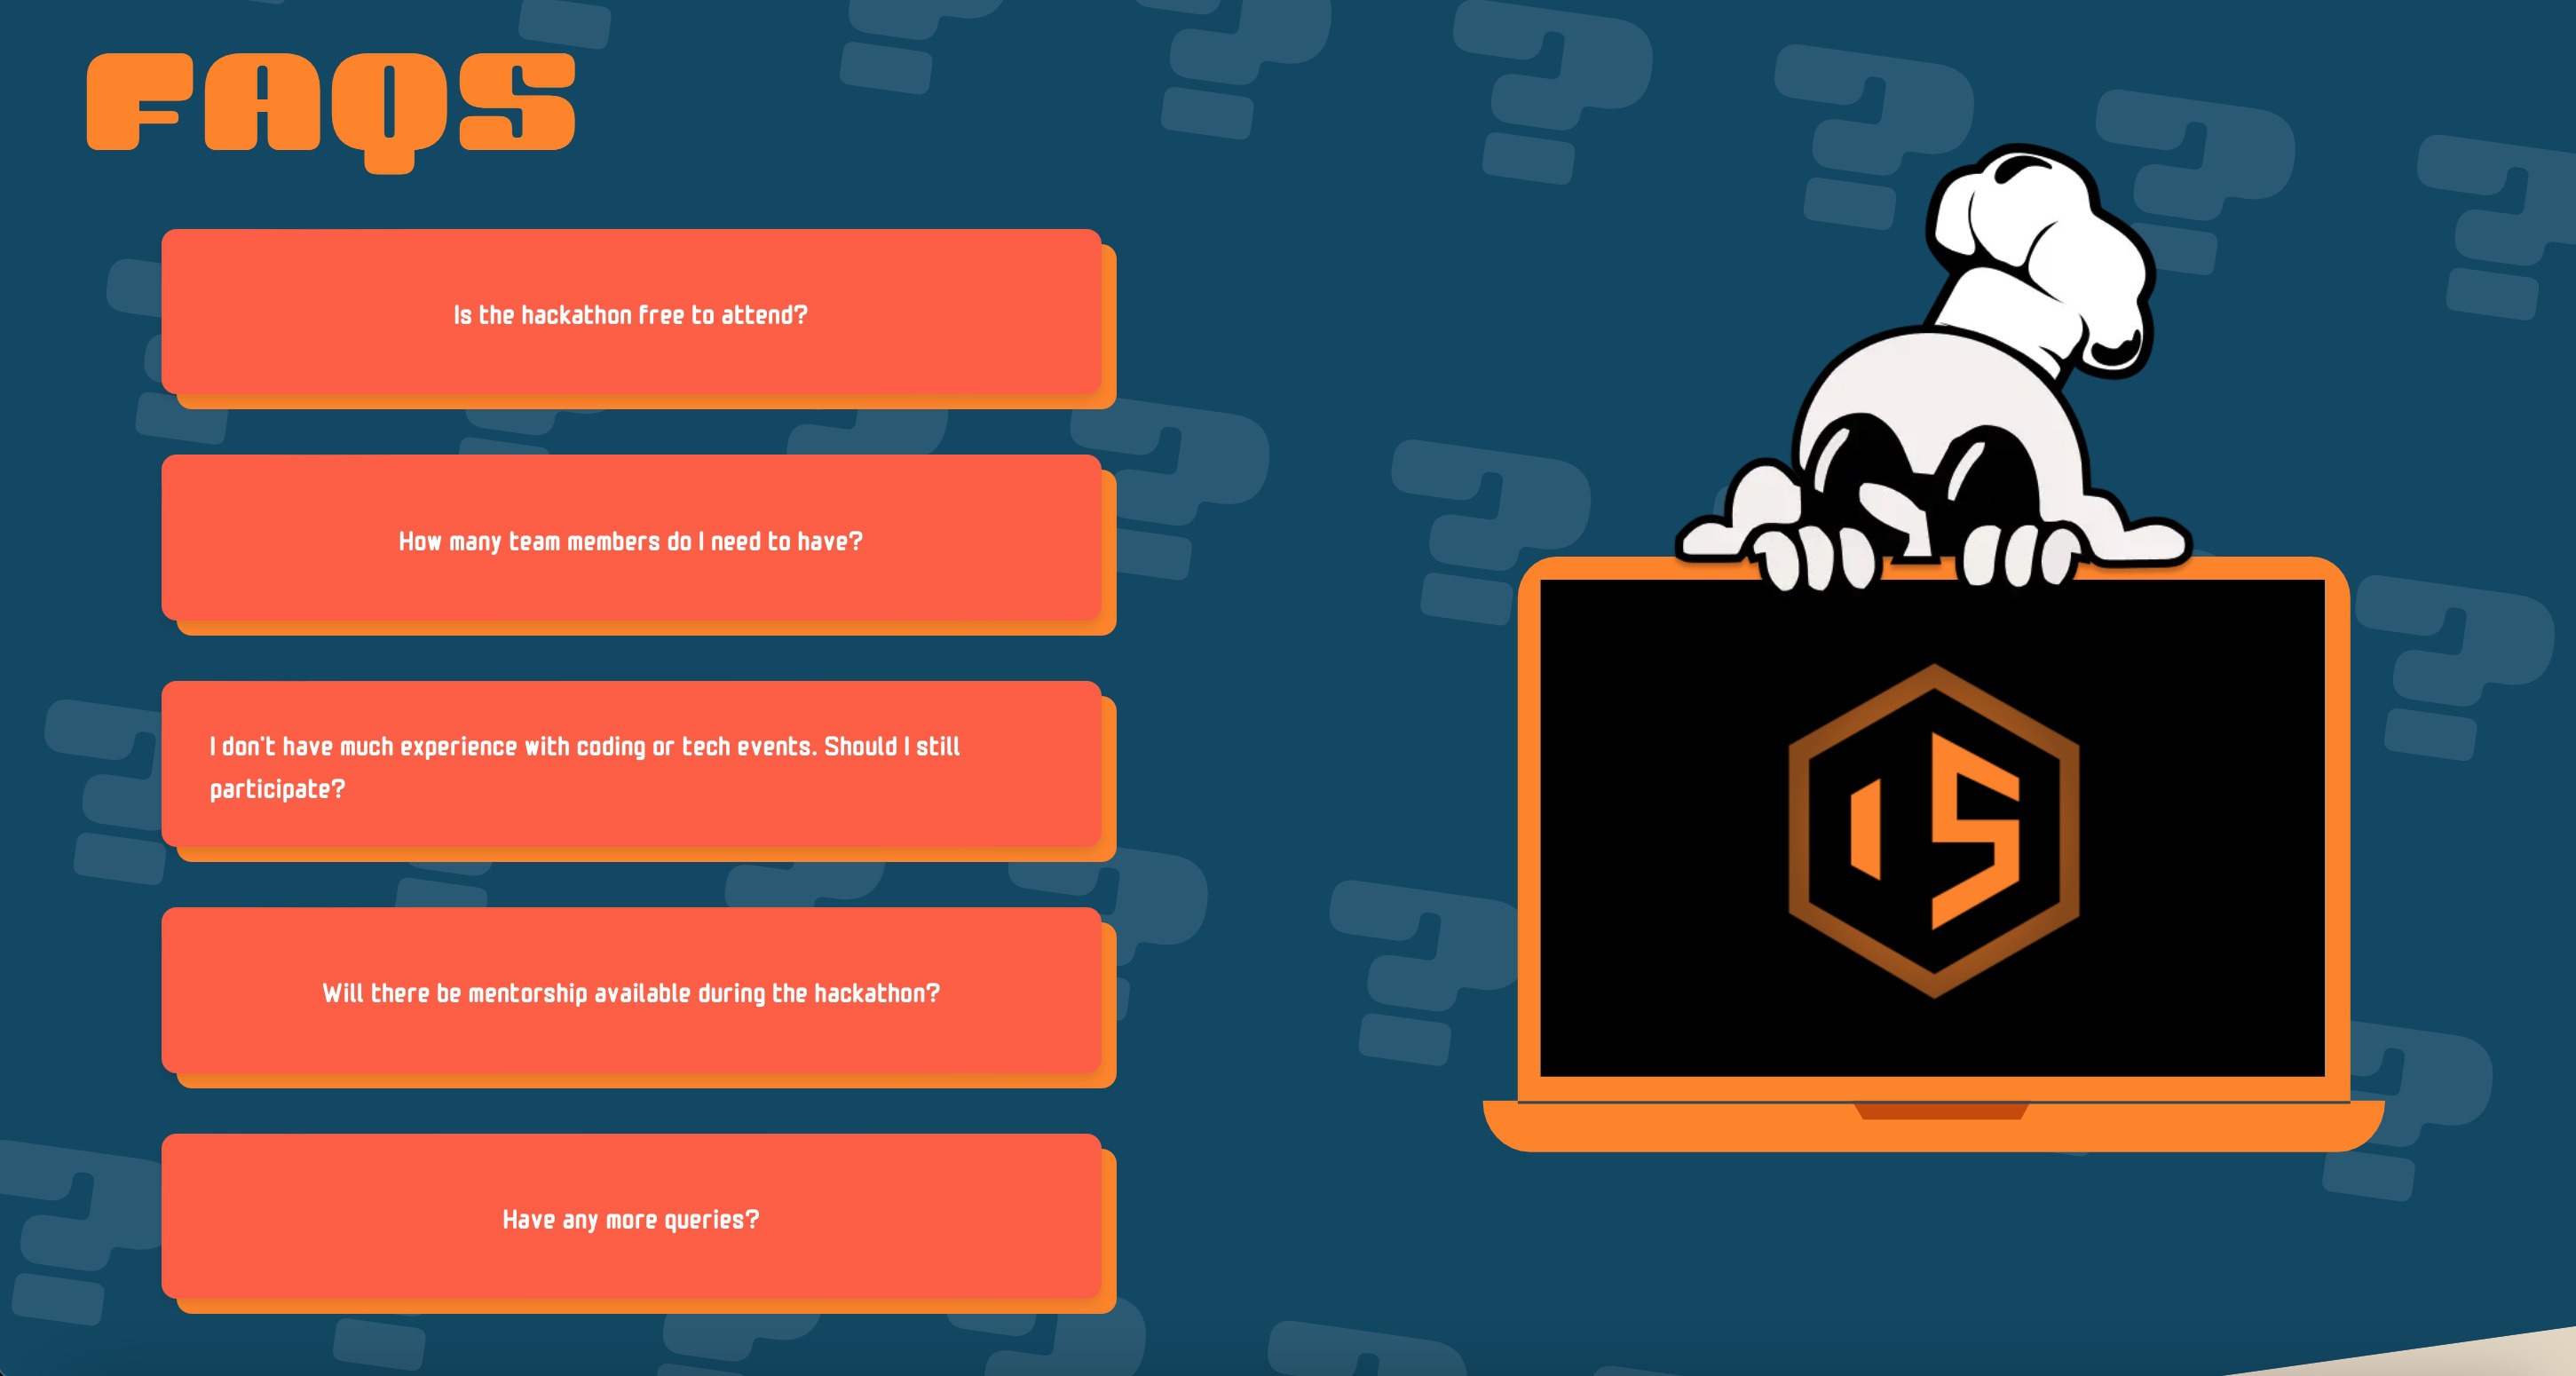 FAQS
Is the hackathon free to attend?
How many team members do I need to have?
I don't have much experience with coding or tech events. Should I still
participate?
Will there be mentorship available during the hackathon?
Have any more queries?